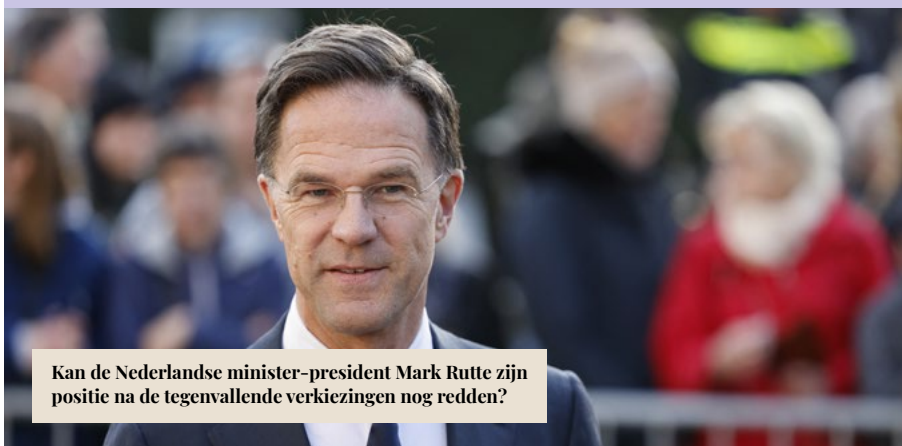 Kan de Nederlandse minister-president Mark Rutte zijn
positie na de tegenvallende verkiezingen nog redden?